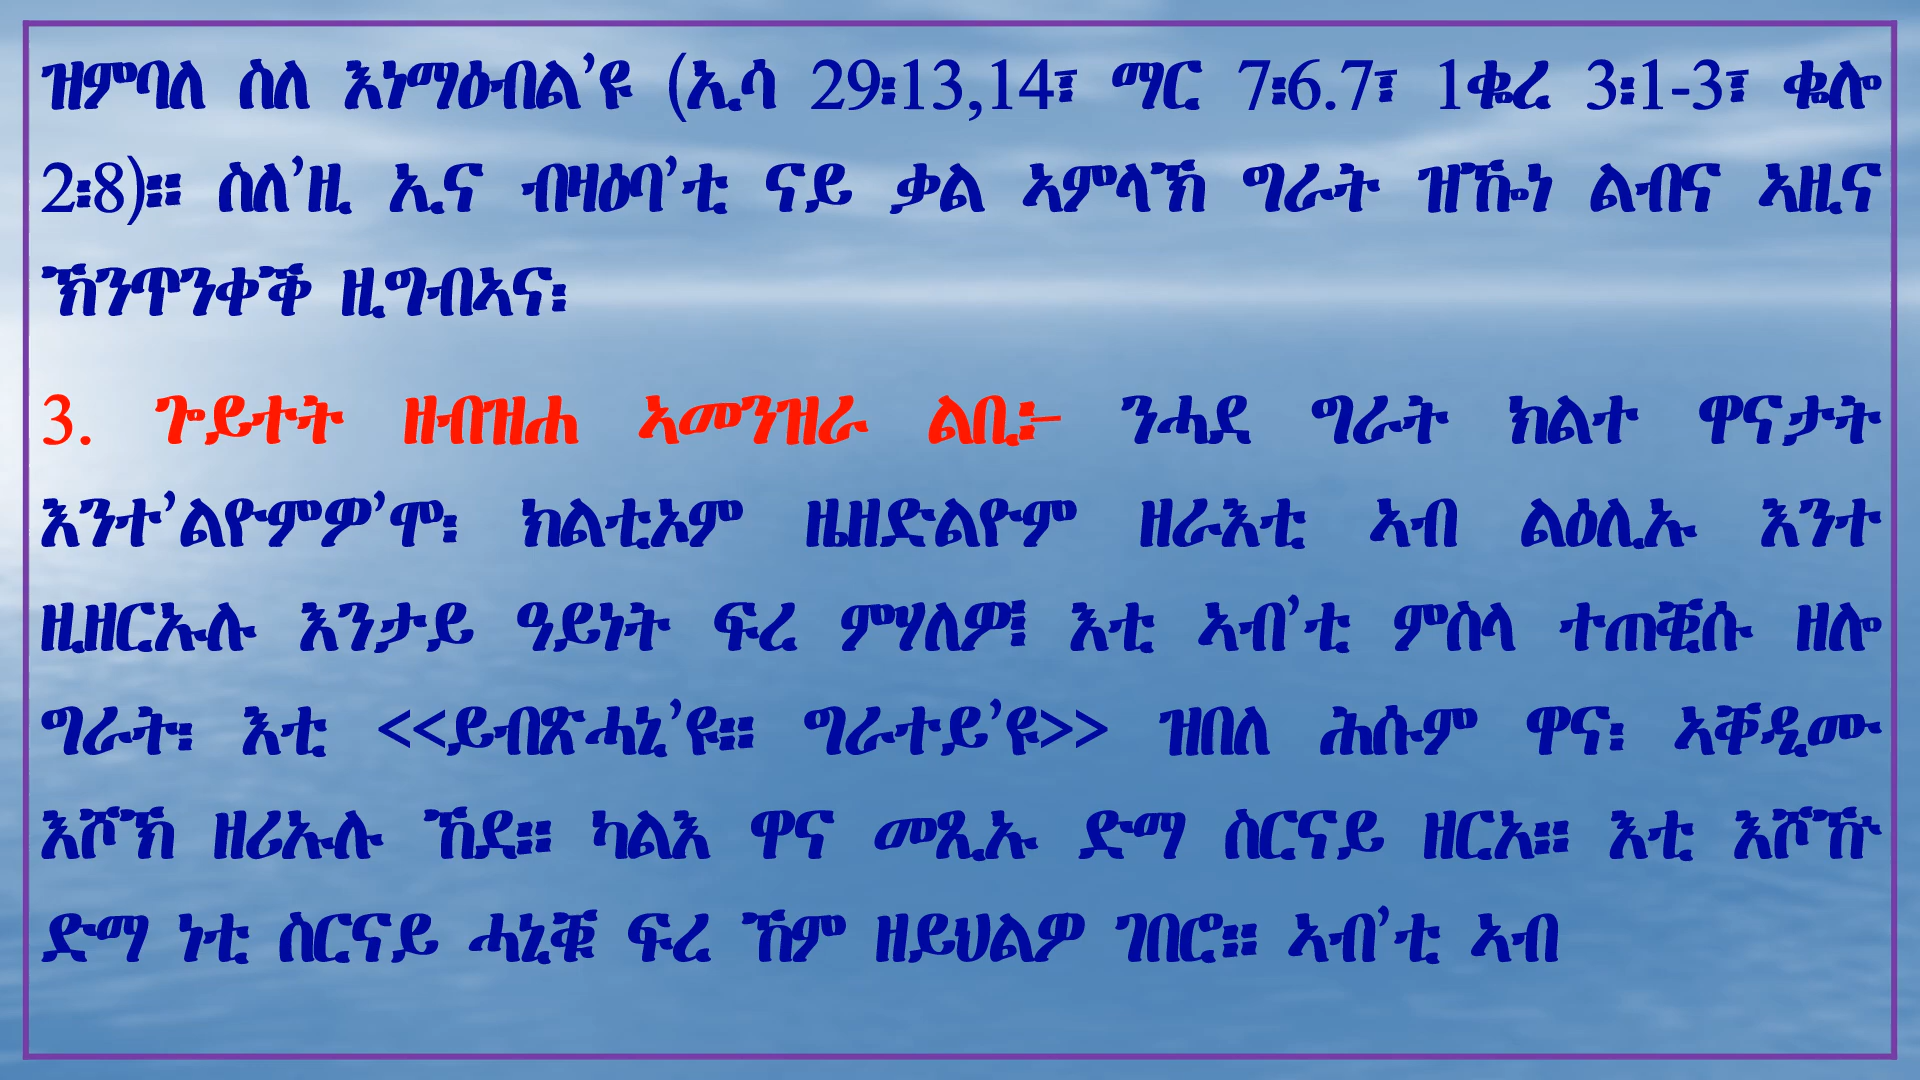 ዝምባለ ስለ እነማዕብል’ዩ (ኢሳ 29፡13,14፤ ማር 7፡6.7፤ 1ቈረ 3፡1-3፤ ቈሎ
2፡8)። ስለ’ዚ ኢና ብዛዕባ’ቲ ናይ ቃል ኣምላኽ ግራት ዝዀነ ልብና ኣዚና
ኽንጥንቀቕ ዚግብኣና፡
3. ጐይተት ዘብዝሐ ኣመንዝራ ልቢ፦ ንሓደ ግራት ክልተ ዋናታት
እንተ’ልዮምዎ’ሞ፡ ክልቲኦም ዜዘድልዮም ዘራእቲ ኣብ ልዕሊኡ እንተ
ዚዘርኡሉ እንታይ ዓይነት ፍረ ምሃለዎ፧ እቲ ኣብ’ቲ ምስላ ተጠቒሱ ዘሎ
ግራት፡ እቲ <<ይብጽሓኒ’ዩ። ግራተይ’ዩ>> ዝበለ ሕሱም ዋና፡ ኣቐዲሙ
እሾኽ ዘሪኡሉ ኸደ። ካልእ ዋና መጺኡ ድማ ስርናይ ዘርአ። እቲ እሾኹ
ድማ ነቲ ስርናይ ሓኒቑ ፍረ ኸም ዘይህልዎ ገበሮ። ኣብ’ቲ ኣብ